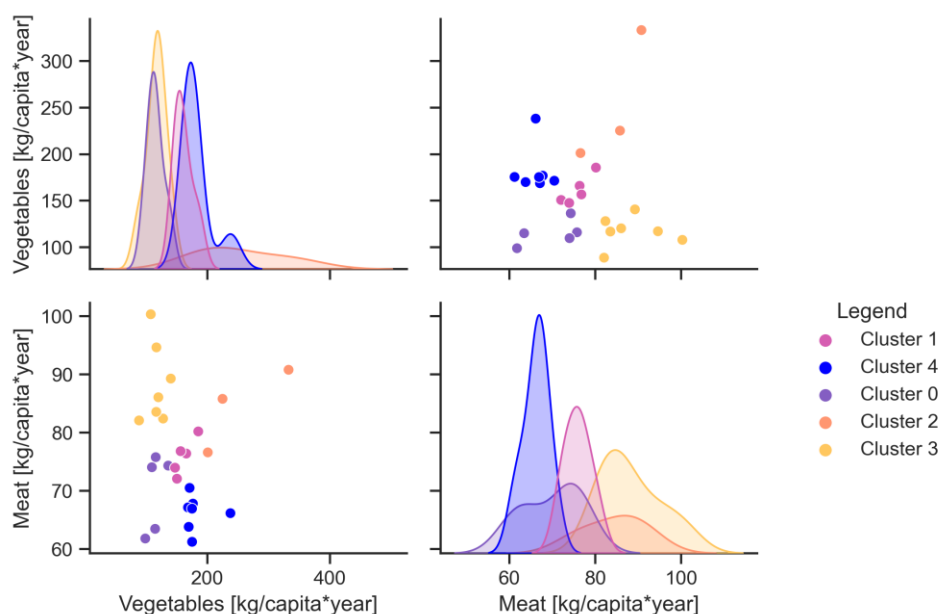 Vegetables [kg/capita*year]
300
250
200
150
100
Meat [kg/capita*year]
100
90
80
70
60
200
400
Vegetables [kg/capita*year]
60
80
100
Meat [kg/capita*year]
Legend
Cluster 1
Cluster 4
Cluster 0
Cluster 2
Cluster 3